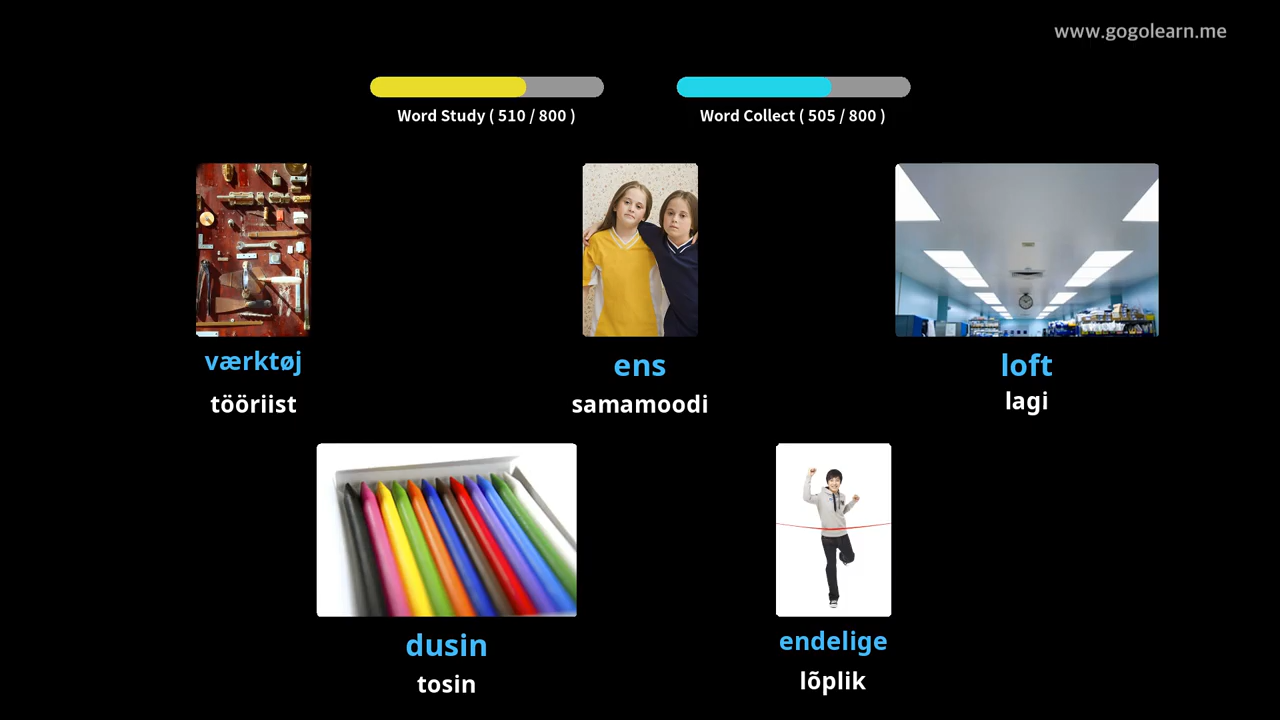 www.gogolearn.me
Word Study ( 510 / 800 )
Word Collect ( 505 / 800 )
værktøj
ens
loft
tööriist
samamoodi
lagi
dusin
endelige
tosin
lõplik